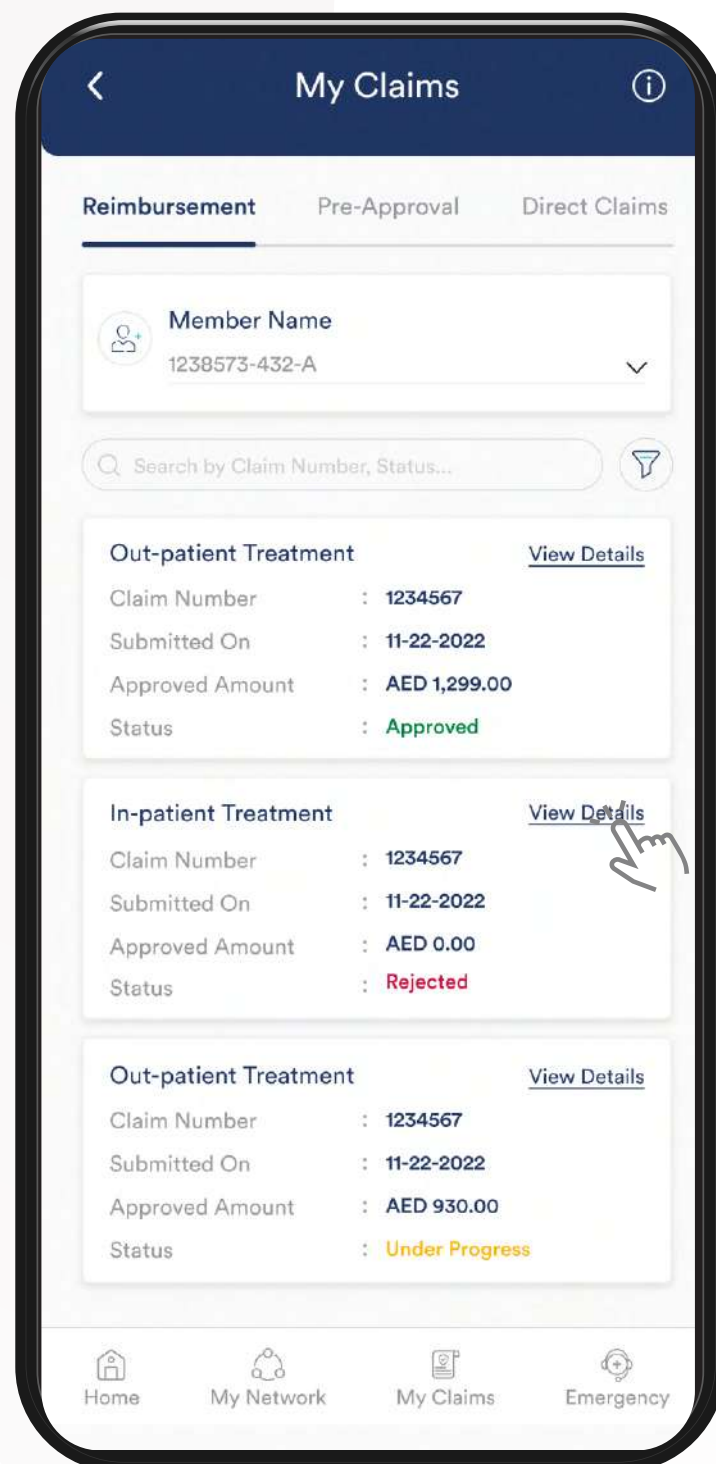 My Claims
Reimbursement Pre-Approval Direct Claims
Member Name
1238573-432-A
Search by Claim Number, Status...
Out-patient Treatment View Details
Claim Number : 1234567
Submitted On : 11-22-2022
Approved Amount : AED 1,299.00
Status : Approved
In-patient Treatment View Details
Claim Number : 1234567
Submitted On : 11-22-2022
Approved Amount : AED 0.00
Status : Rejected
Out-patient Treatment View Details
Claim Number : 1234567
Submitted On : 11-22-2022
Approved Amount : AED 930.00
Status : Under Progress
Home My Network My Claims Emergency